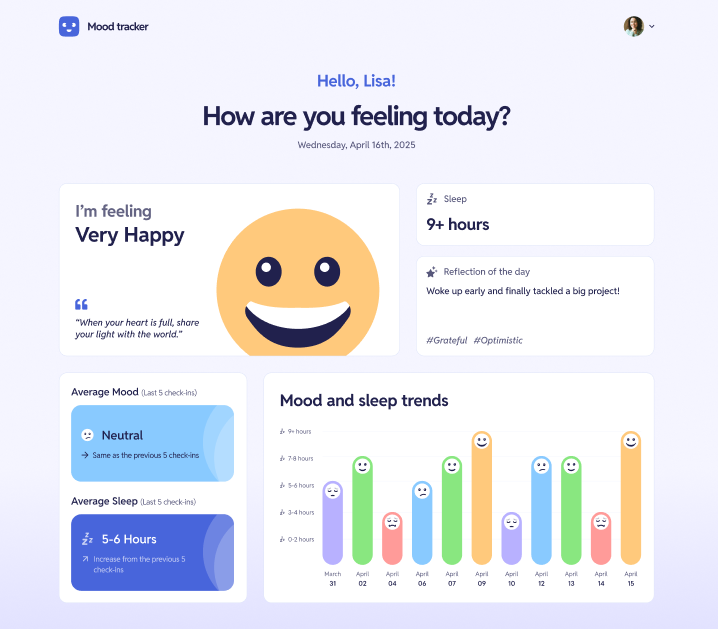 Mood tracker
Hello, Lisa!
How are you feeling today?
Wednesday, April 16th, 2025
I'm feeling
Very Happy
“When your heart is full, share
your light with the world.”
Sleep
9+ hours
Reflection of the day
Woke up early and finally tackled a big project!
#Grateful #Optimistic
Average Mood (Last 5 check-ins)
Neutral
Same as the previous 5 check-ins
Average Sleep (Last 5 check-ins)
5-6 Hours
Increase from the previous 5
check-ins
Mood and sleep trends
9+ hours
7-8 hours
5-6 hours
3-4 hours
0-2 hours
March April April April April April April April April April April
31 02 04 06 07 09 10 12 13 14 15